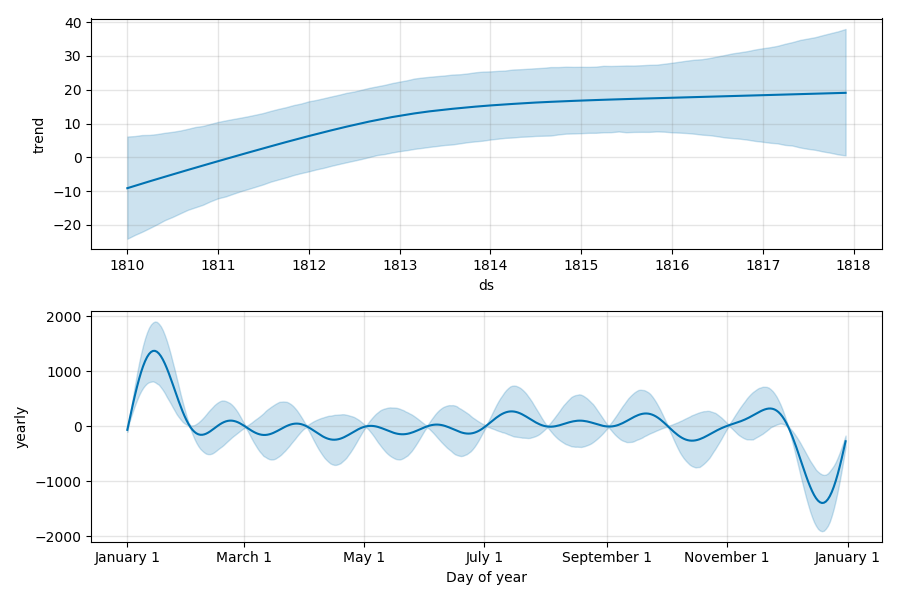 40
30
20
10
0
−10
−20
trend
1810 1811 1812 1813 1814 1815 1816 1817 1818
ds
2000
1000
0
−1000
−2000
yearly
January 1 March 1 May 1 July 1 September 1 November 1 January 1
Day of year